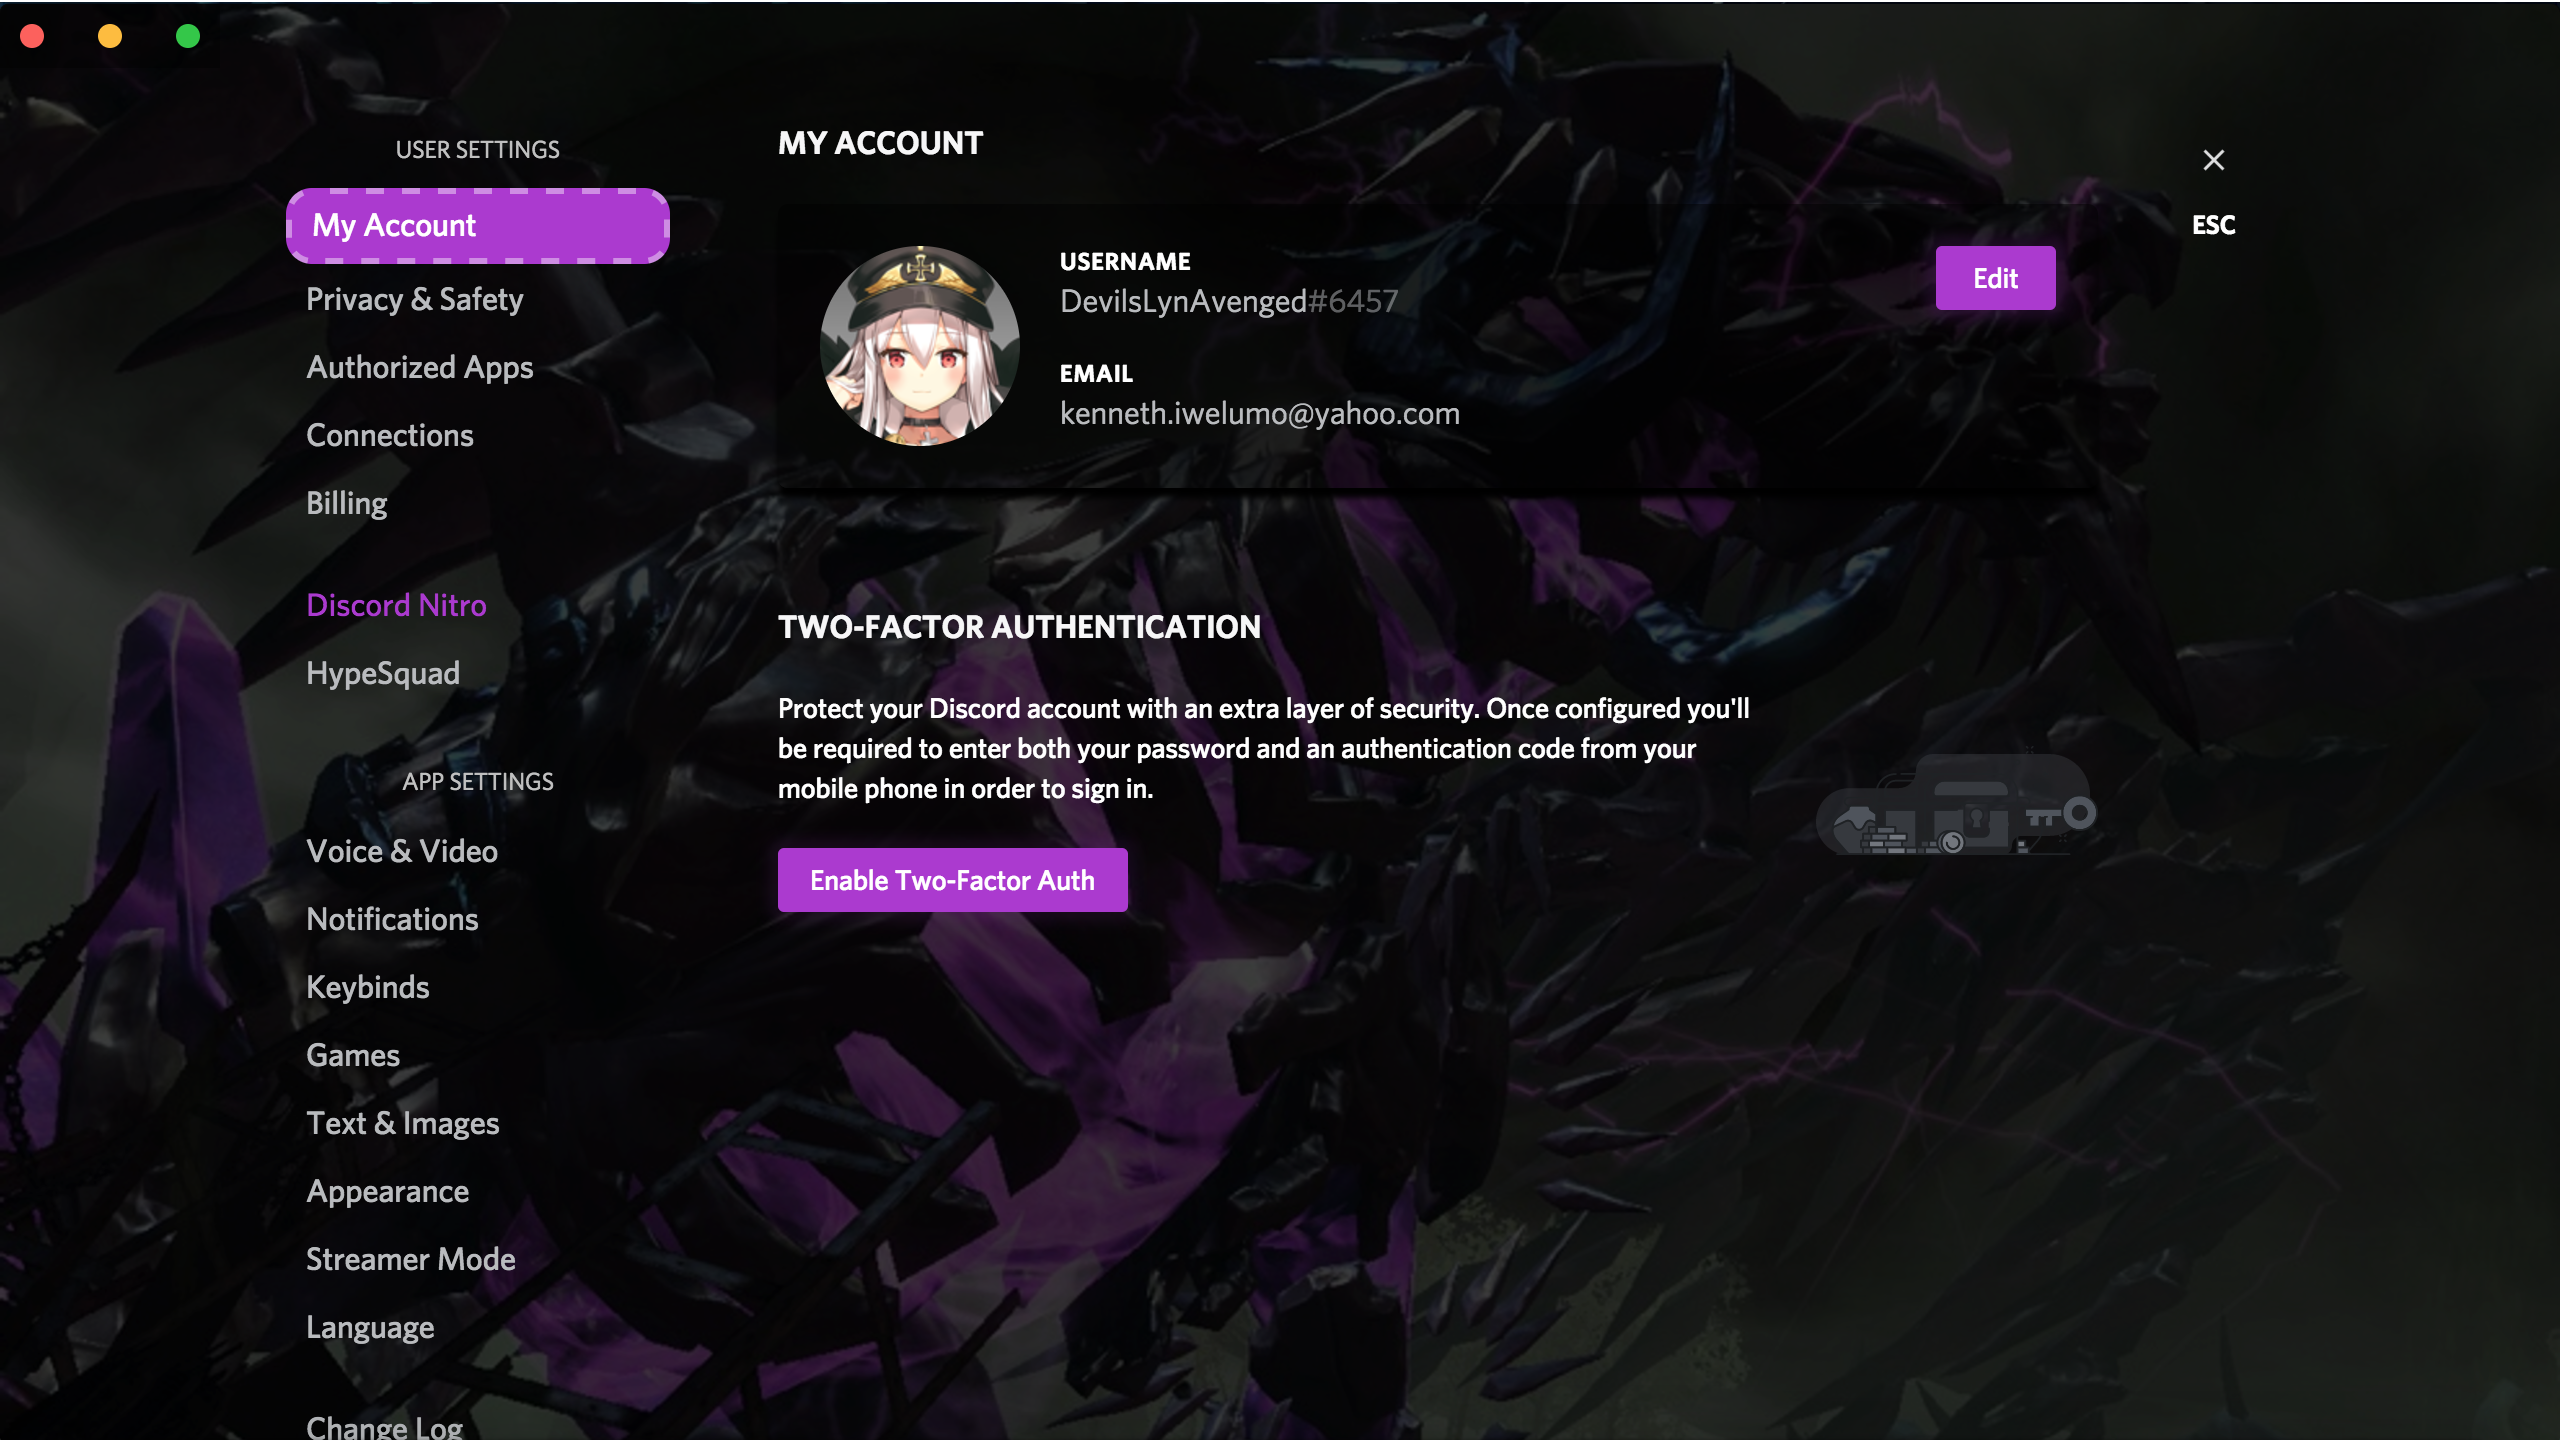 USER SETTINGS
My Account
Privacy & Safety
Authorized Apps
Connections
Billing
Discord Nitro
HypeSquad
APP SETTINGS
Voice & Video
Notifications
Keybinds
Games
Text & Images
Appearance
Streamer Mode
Language
Change Log
MY ACCOUNT
USERNAME
DevilsLynAvenged#6457
EMAIL
kenneth.iwelumo@yahoo.com
Edit
ESC
TWO-FACTOR AUTHENTICATION
Protect your Discord account with an extra layer of security. Once configured you'll
be required to enter both your password and an authentication code from your
mobile phone in order to sign in.
Enable Two-Factor Auth